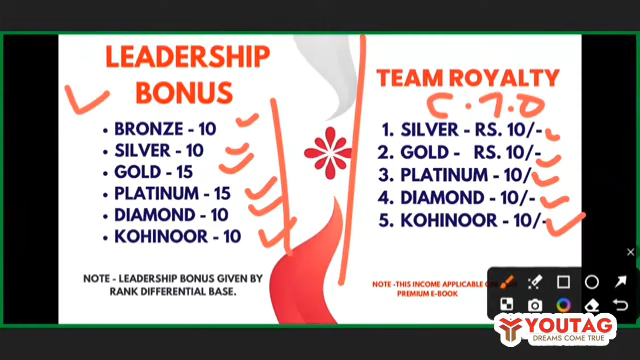 LEADERSHIP
BONUS
• BRONZE - 10
• SILVER - 10
• GOLD - 15
• PLATINUM - 15
• DIAMOND - 10
• KOHINOOR - 10
NOTE - LEADERSHIP BONUS GIVEN BY
RANK DIFFERENTIAL BASE.
TEAM ROYALTY
C.T.O
1. SILVER - RS. 10/-
2. GOLD - RS. 10/-
3. PLATINUM - 10/
4. DIAMOND - 10/-
5. KOHINOOR - 10/-
NOTE -THIS INCOME APPLICABLE
PREMIUM E-BOOK
YOUTAG
DREAMS COME TRUE